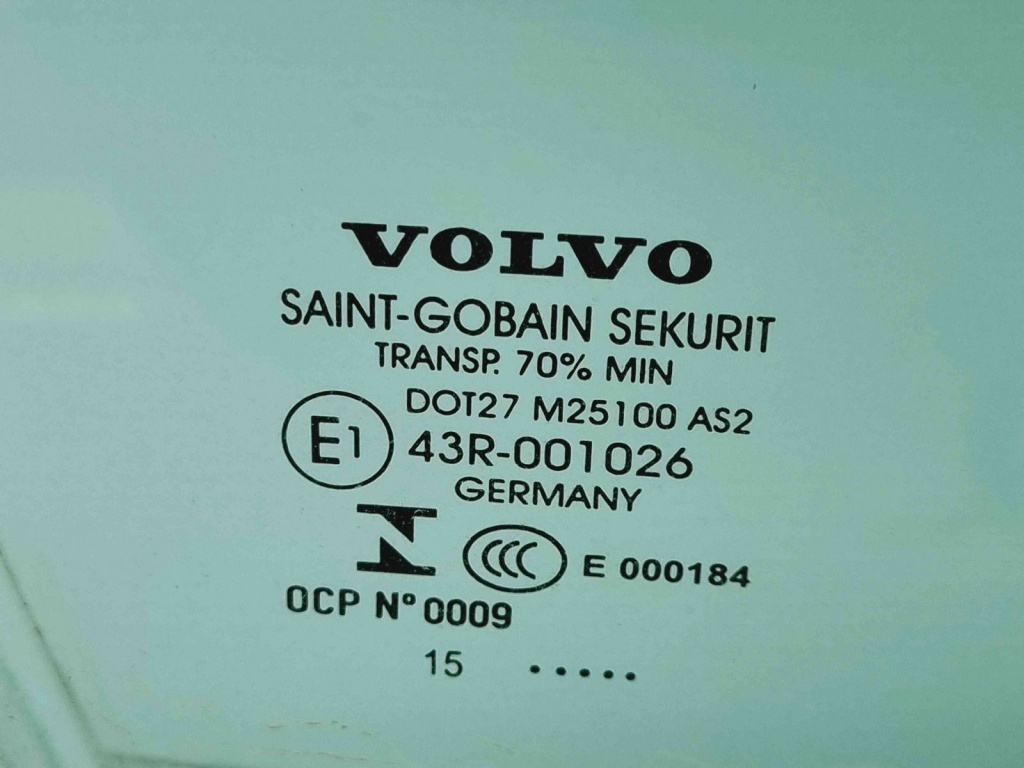 VOLVO
SAINT-GOBAIN SEKURIT
TRANSP. 70% MIN
DOT27 M25100 AS2
E1 43R-001026
GERMANY
N CCC E 000184
OCP Nº 0009
15 .....